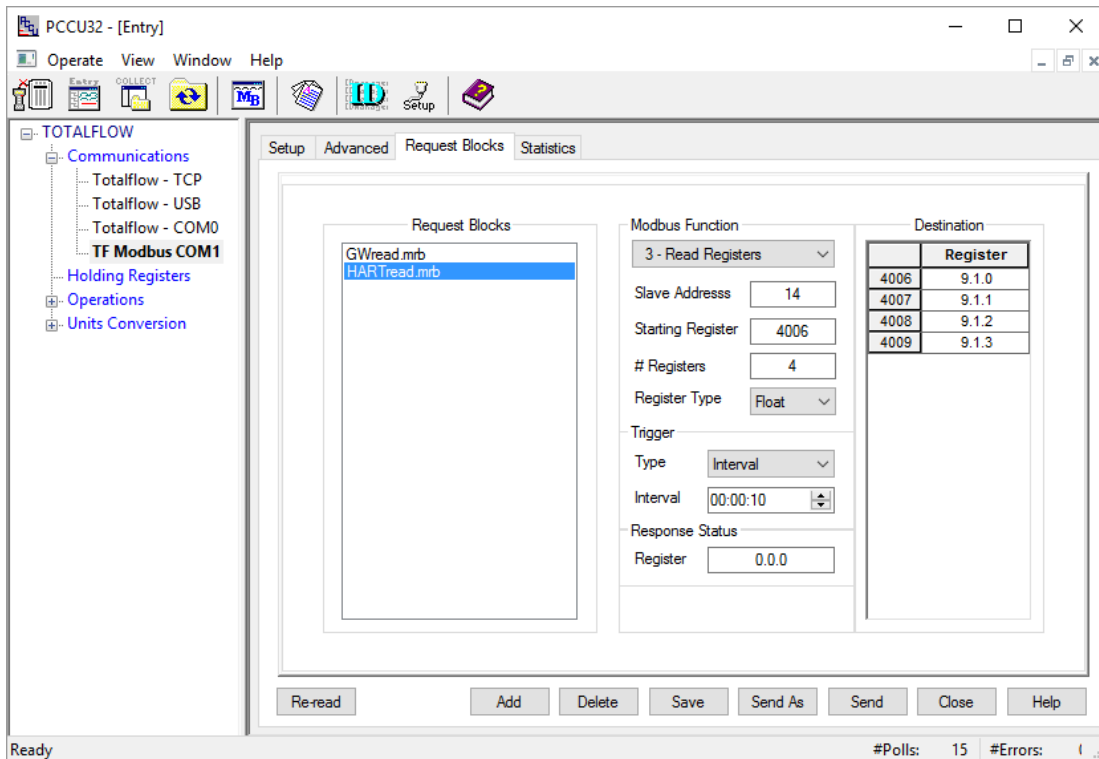 PCCU32 - [Entry]
Operate View Window Help
Entry
COLLECT
MB
ID
Setup
TOTALFLOW
Communications
Totalflow - TCP
Totalflow - USB
Totalflow - COM0
TF Modbus COM1
Holding Registers
Operations
Units Conversion
Setup Advanced Request Blocks Statistics
Request Blocks
GWread.mrb
HARTread.mrb
Modbus Function
3 - Read Registers
Slave Addresss 14
Starting Register 4006
# Registers 4
Register Type Float
Trigger
Type Interval
Interval 00:00:10
Response Status
Register 0.0.0
Destination
Register
4006 9.1.0
4007 9.1.1
4008 9.1.2
4009 9.1.3
Re-read Add Delete Save Send As Send Close Help
Ready #Polls: 15 #Errors: